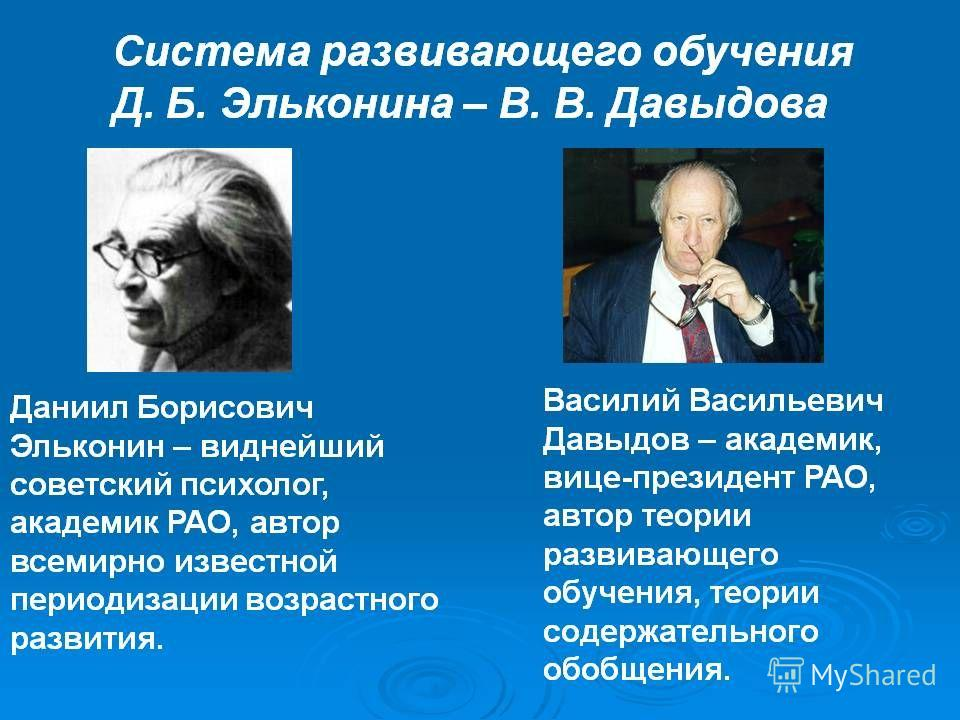 Система развивающего обучения
Д. Б. Эльконина – В. В. Давыдова
Даниил Борисович
Эльконин – виднейший
советский психолог,
академик РАО, автор
всемирно известной
периодизации возрастного
развития.
Василий Васильевич
Давыдов – академик,
вице-президент РАО,
автор теории
развивающего
обучения, теории
содержательного
обобщения.
MyShared